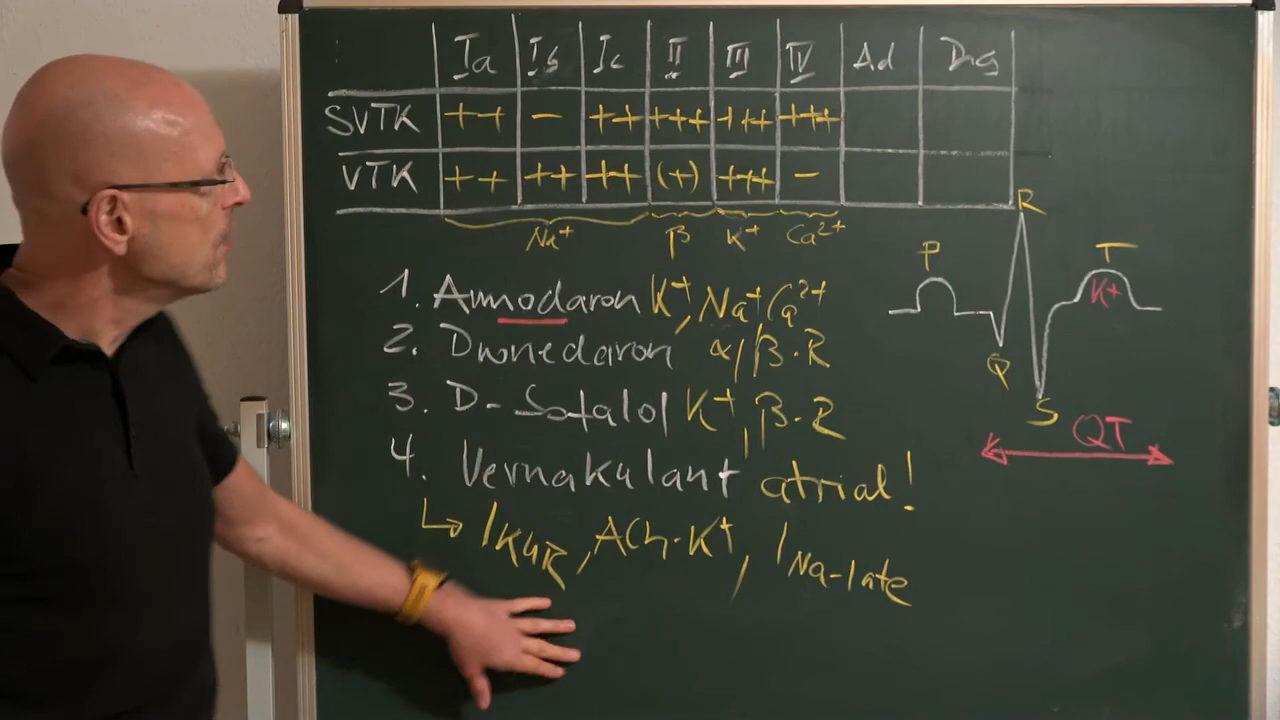 Ia Ib Ic II III IV Ad Dig
SVTK ++ - ++ +++ +++ +++
VTK ++ ++ ++ (+) +++ -
Na+ β K+ Ca2+
1. Amiodaron K+, Na+, Ca2+
2. Dronedaron α/β-R
3. D-Sotalol K+, β-R
4. Vernakalant atrial!
↳ IKUR, ACh-K+, INa-late
P
R
T
K+
Q
S
QT